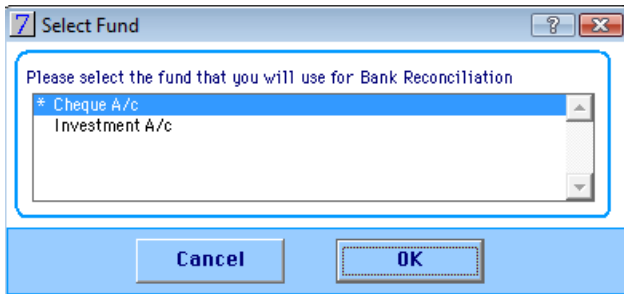 7 Select Fund
?
Please select the fund that you will use for Bank Reconciliation
* Cheque A/c
Investment A/c
Cancel OK